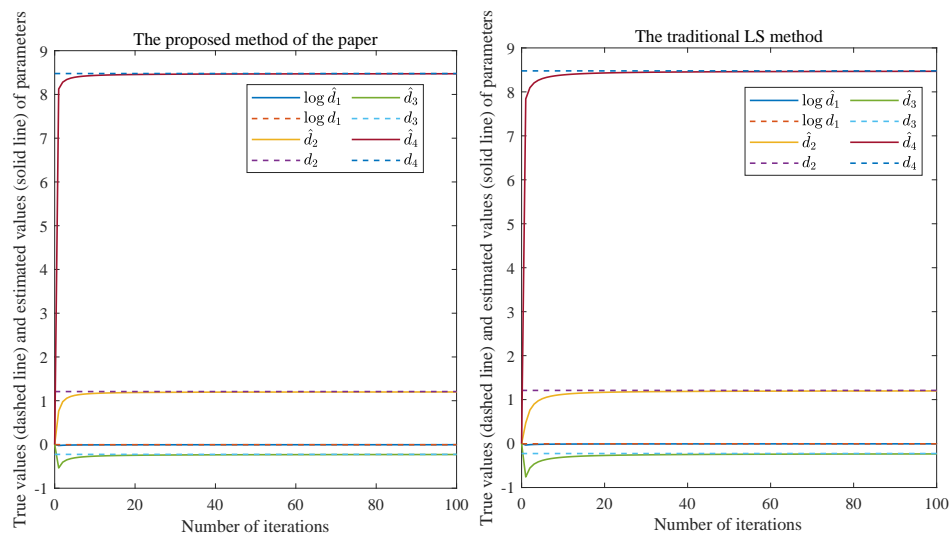 The proposed method of the paper
True values (dashed line) and estimated values (solid line) of parameters
9
8
7
6
5
4
3
2
1
0
-1
log d̂₁
log d₁
d̂₂
d₂
d̂₃
d₃
d̂₄
d₄
0 20 40 60 80 100
Number of iterations
The traditional LS method
True values (dashed line) and estimated values (solid line) of parameters
9
8
7
6
5
4
3
2
1
0
-1
log d̂₁
log d₁
d̂₂
d₂
d̂₃
d₃
d̂₄
d₄
0 20 40 60 80 100
Number of iterations